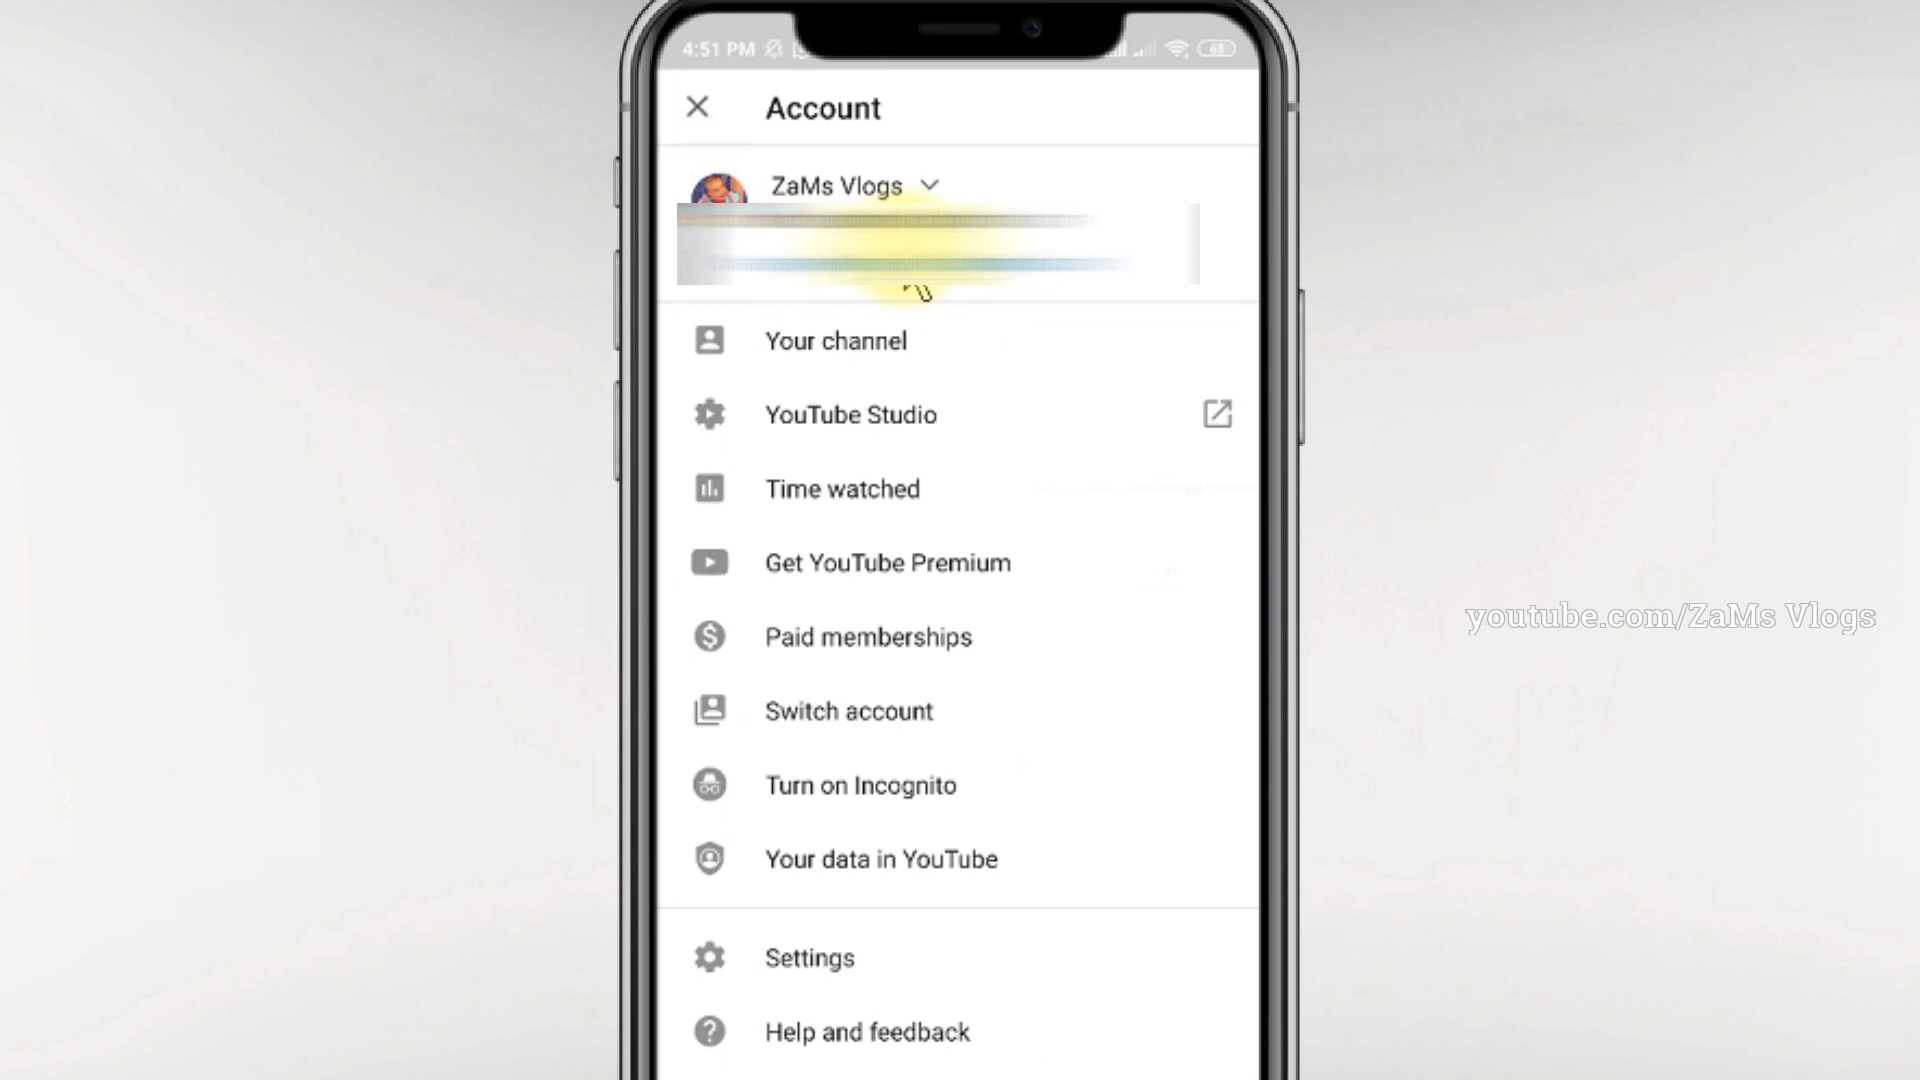 4:51 PM
63
Account
ZaMs Vlogs
Your channel
YouTube Studio
Time watched
Get YouTube Premium
Paid memberships
Switch account
Turn on Incognito
Your data in YouTube
Settings
Help and feedback
youtube.com/ZaMs Vlogs